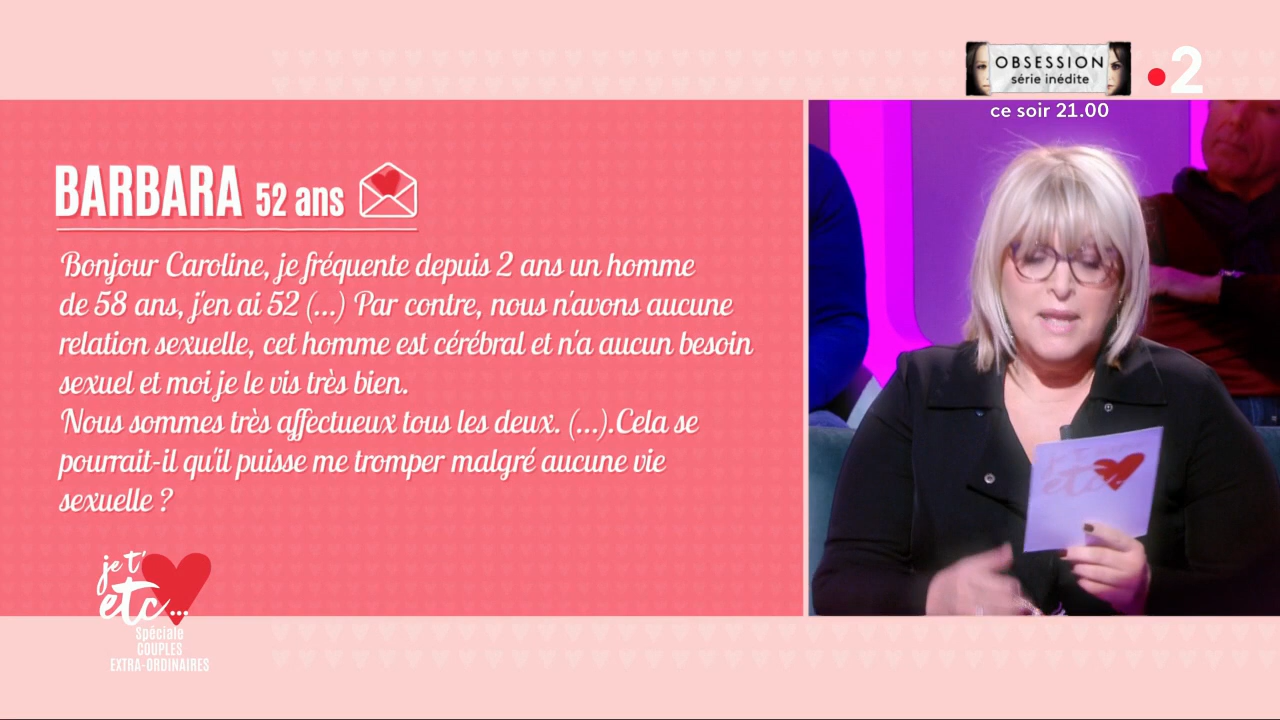 OBSESSION
série inédite
2
ce soir 21.00
BARBARA 52 ans
Bonjour Caroline, je fréquente depuis 2 ans un homme
de 58 ans, j'en ai 52 (...) Par contre, nous n'avons aucune
relation sexuelle, cet homme est cérébral et n'a aucun besoin
sexuel et moi je le vis très bien.
Nous sommes très affectueux tous les deux. (...).Cela se
pourrait-il qu'il puisse me tromper malgré aucune vie
sexuelle ?
je t'
etc...
Spéciale
COUPLES
EXTRA-ORDINAIRES
je t'
etc